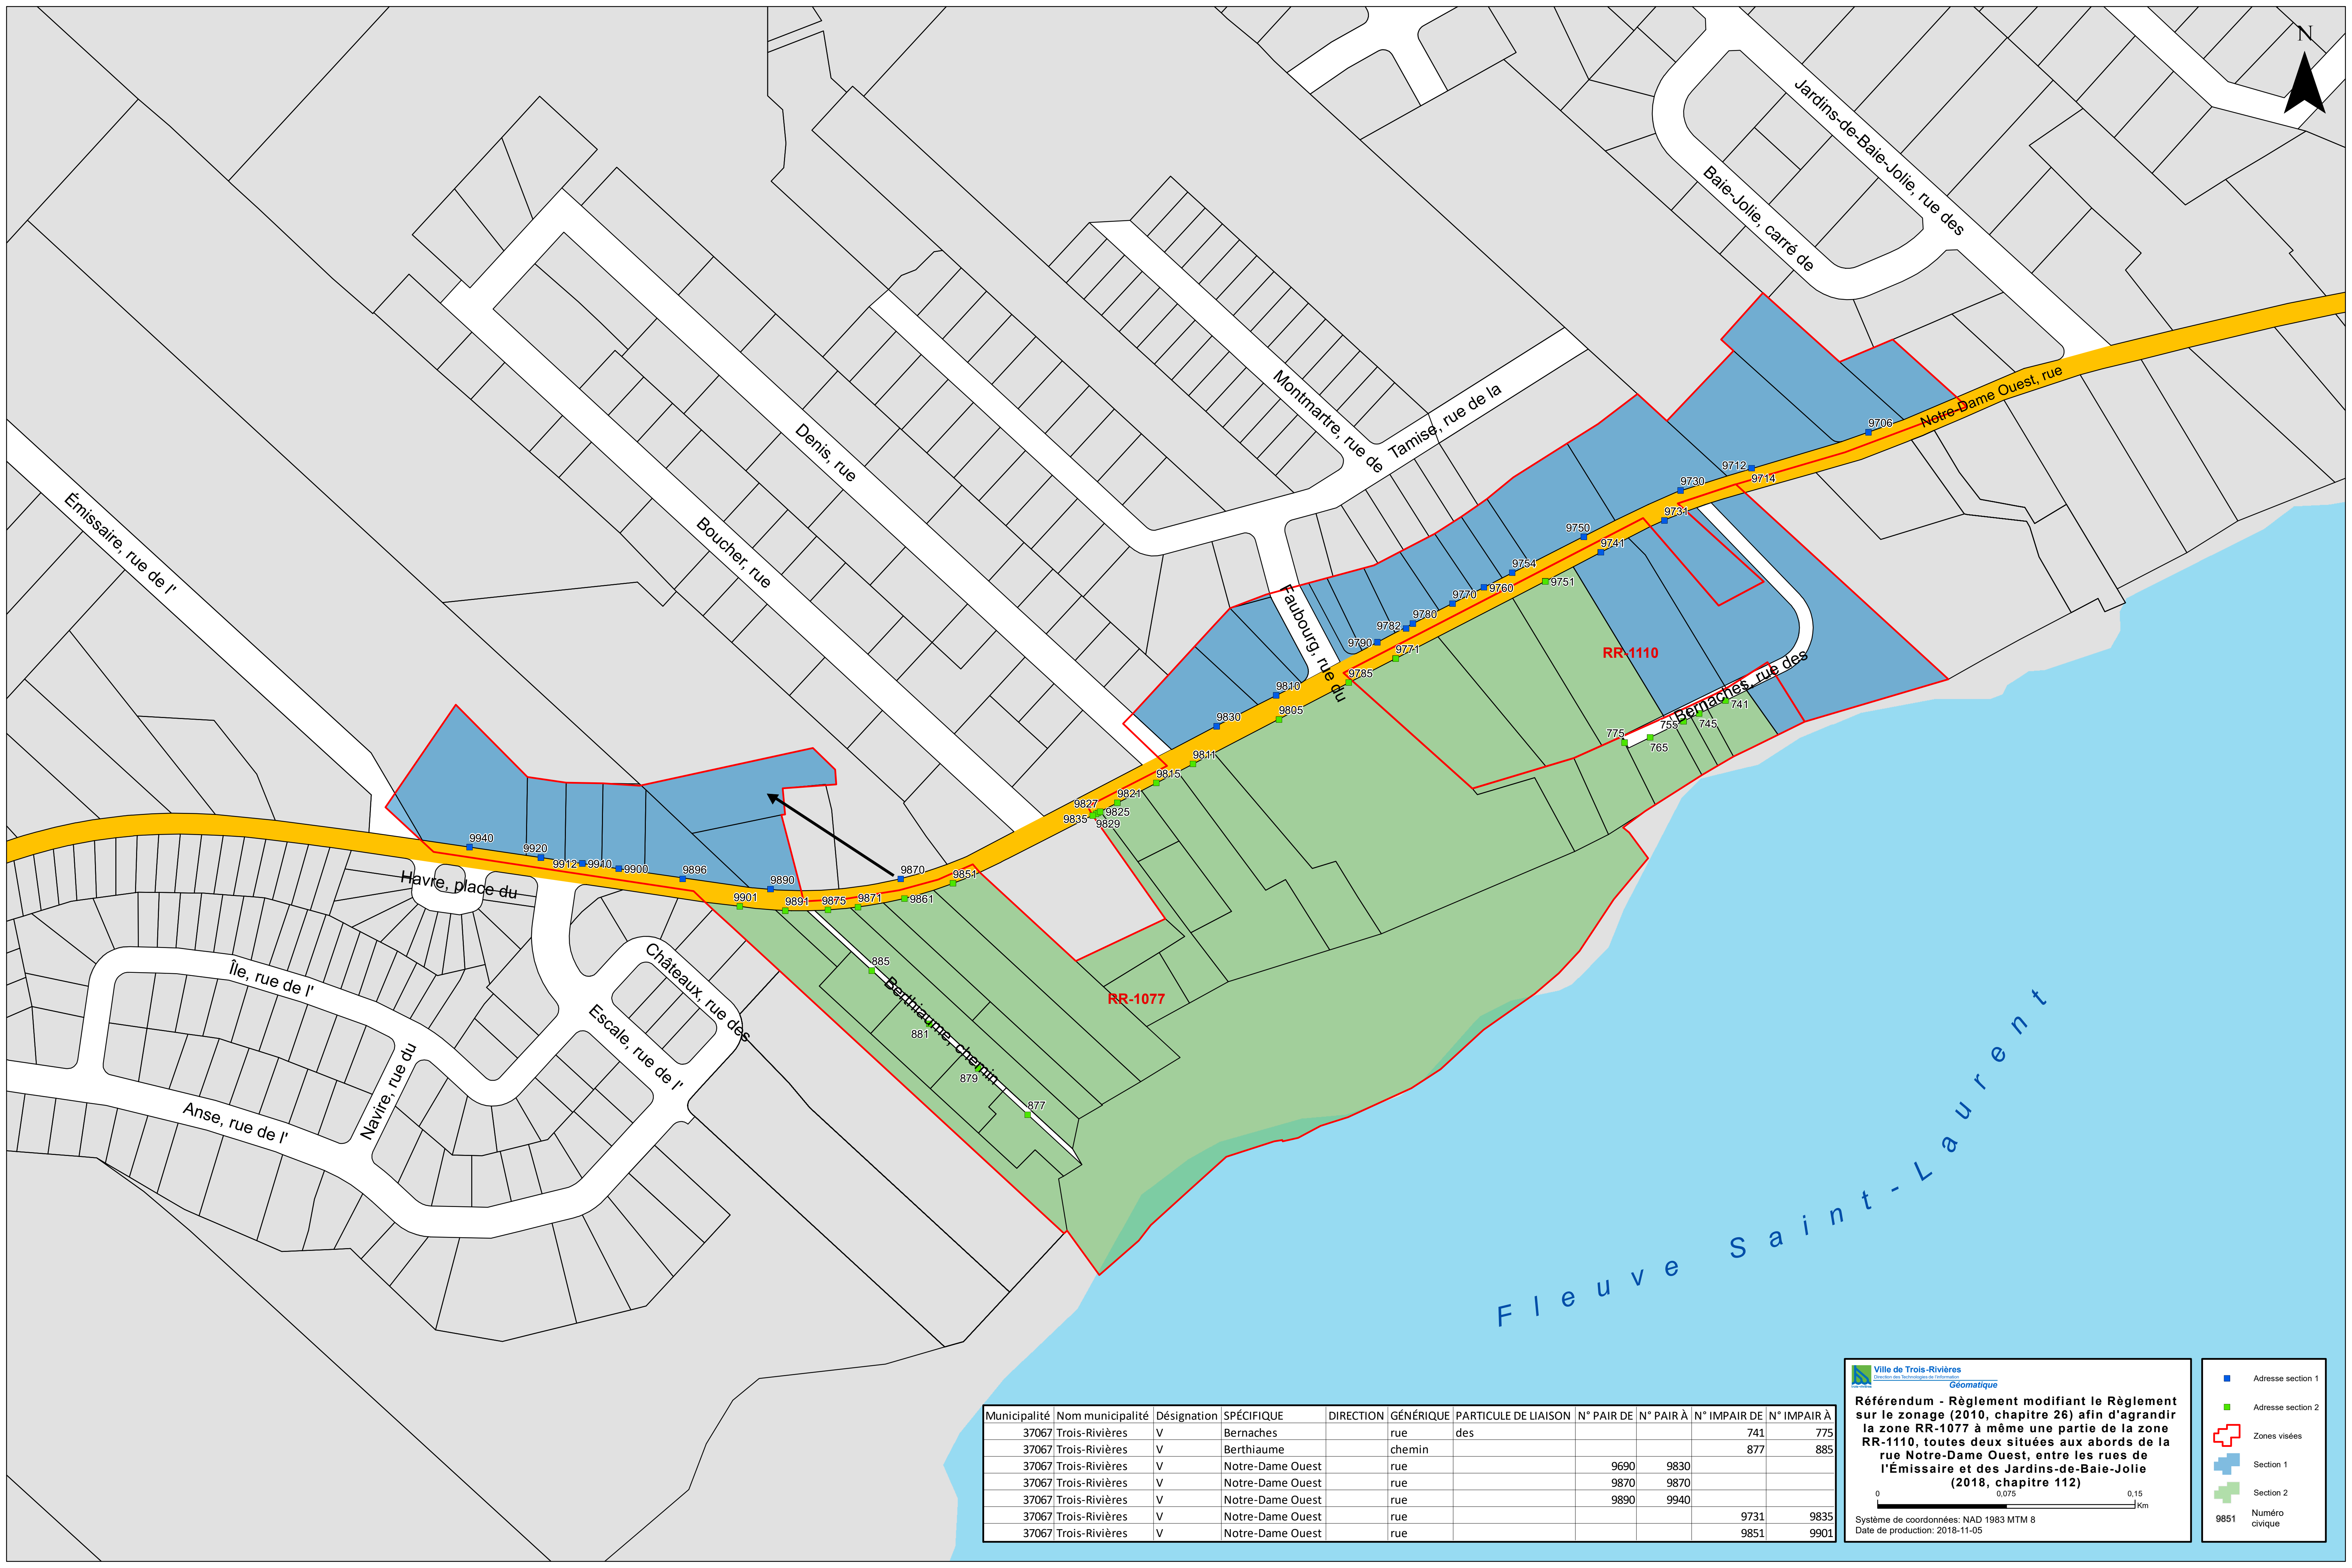 N
Jardins-de-Baie-Jolie, rue des
Baie-Jolie, carré de
Notre-Dame Ouest, rue
Montmartre, rue de
Tamise, rue de la
Denis, rue
Boucher, rue
Faubourg, rue du
Émissaire, rue de l'
9706
9712
9714
9730
9731
9750
9741
9754
9751
9760
9770
9780
9782
9790
9771
9785
9810
9805
9830
9811
9815
9821
9827
9825
9835
9829
RR-1110
Bernaches, rue des
741
745
755
765
775
9940
9920
9912
9910
9900
9896
9890
9870
9851
9861
9871
9875
9891
9901
Havre, place du
Île, rue de l'
Châteaux, rue des
Escale, rue de l'
Navire, rue du
Anse, rue de l'
885
Berthiaume, chemin
881
879
877
RR-1077
Fleuve Saint-Laurent
Municipalité Nom municipalité Désignation SPÉCIFIQUE DIRECTION GÉNÉRIQUE PARTICULE DE LIAISON N° PAIR DE N° PAIR À N° IMPAIR DE N° IMPAIR À
37067 Trois-Rivières V Bernaches rue des 741 775
37067 Trois-Rivières V Berthiaume chemin 877 885
37067 Trois-Rivières V Notre-Dame Ouest rue 9690 9830
37067 Trois-Rivières V Notre-Dame Ouest rue 9870 9870
37067 Trois-Rivières V Notre-Dame Ouest rue 9890 9940
37067 Trois-Rivières V Notre-Dame Ouest rue 9731 9835
37067 Trois-Rivières V Notre-Dame Ouest rue 9851 9901
Ville de Trois-Rivières
Direction des Technologies de l'information
Géomatique
Référendum - Règlement modifiant le Règlement
sur le zonage (2010, chapitre 26) afin d'agrandir
la zone RR-1077 à même une partie de la zone
RR-1110, toutes deux situées aux abords de la
rue Notre-Dame Ouest, entre les rues de
l'Émissaire et des Jardins-de-Baie-Jolie
(2018, chapitre 112)
0 0,075 0,15
Km
Système de coordonnées: NAD 1983 MTM 8
Date de production: 2018-11-05
Adresse section 1
Adresse section 2
Zones visées
Section 1
Section 2
9851 Numéro
civique